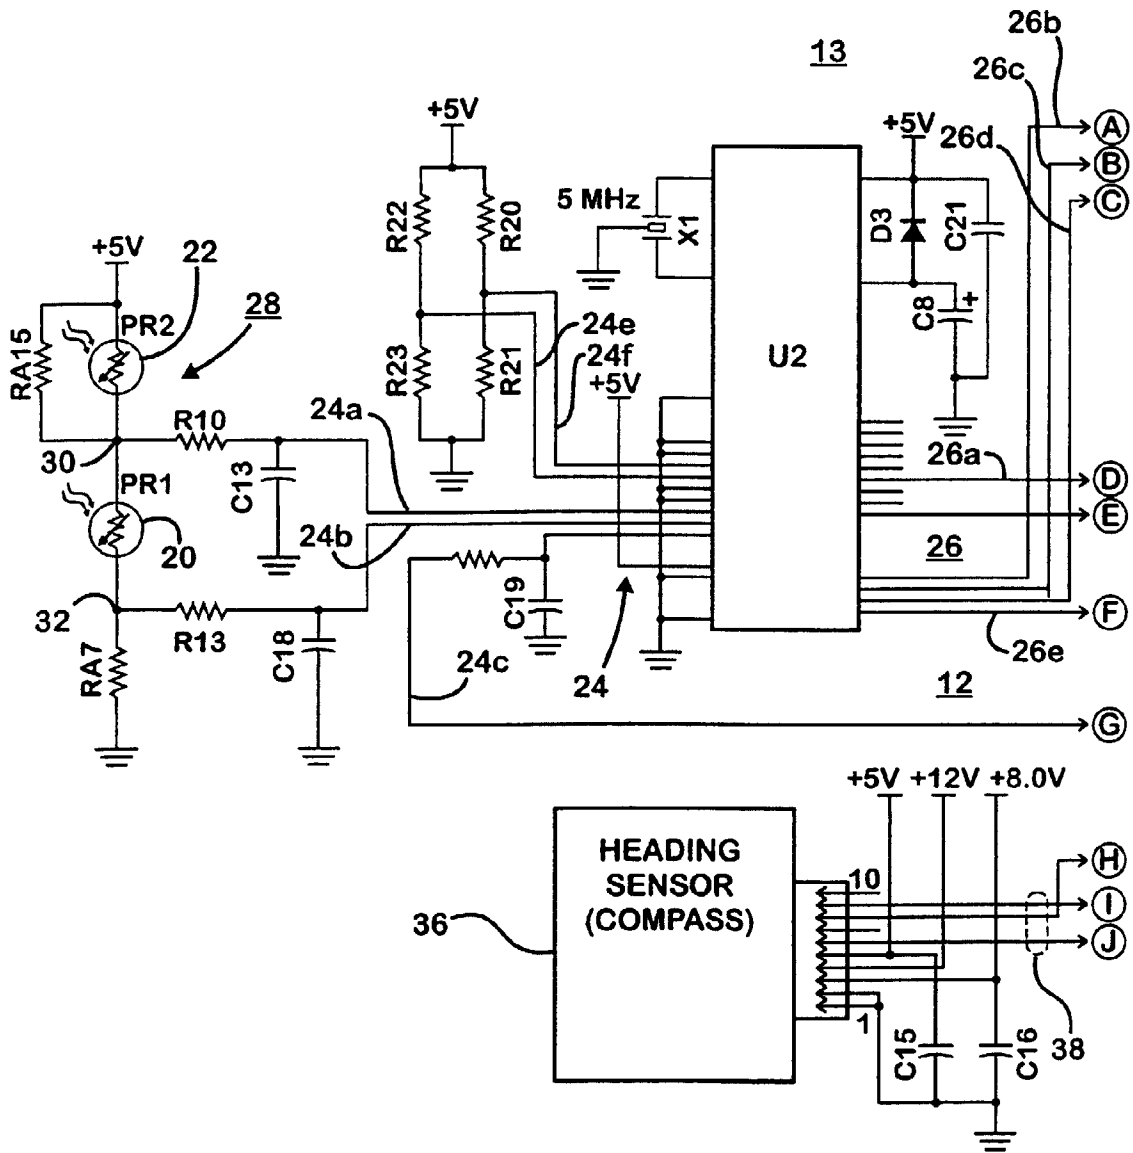 26b
13
26c
+5V
+5V
26d
A
B
C
5 MHz
X1
R22
R20
D3
C21
+5V
22
28
PR2
RA15
24e
24f
+5V
R23
R21
C8
+
U2
R10
24a
30
PR1
C13
26a
D
E
20
24b
26
32
R13
C18
C19
RA7
24c
24
26e
F
12
G
+5V
+12V
+8.0V
HEADING
SENSOR
(COMPASS)
10
H
I
J
36
1
C15
C16
38